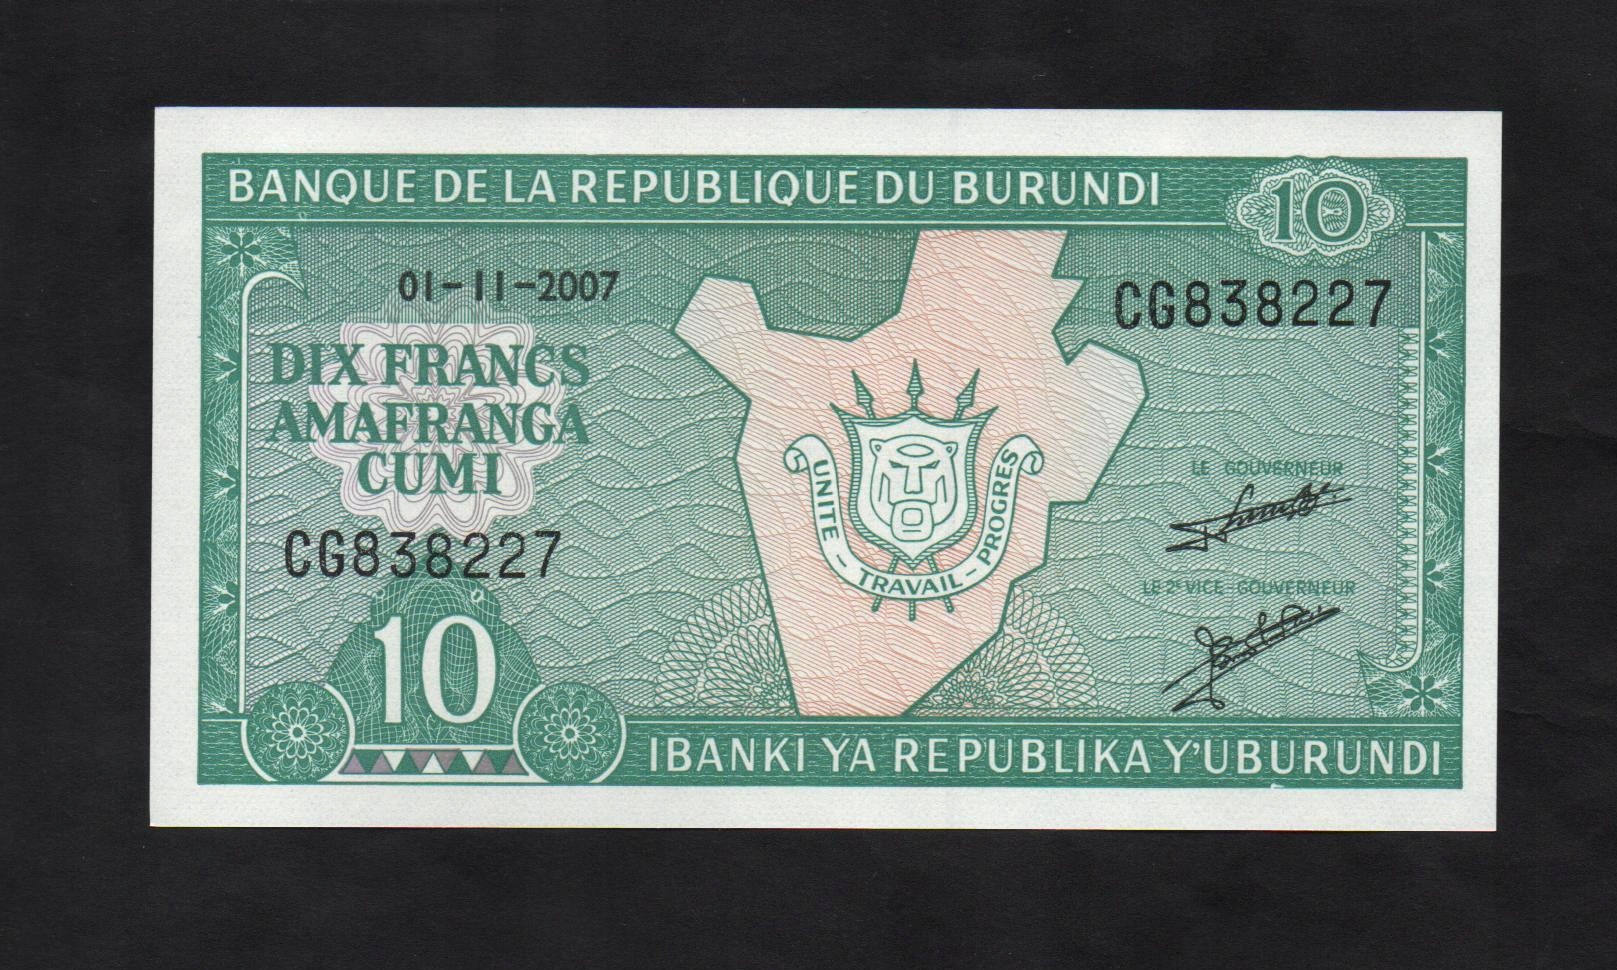 BANQUE DE LA REPUBLIQUE DU BURUNDI
10
01-11-2007
CG838227
DIX FRANCS
AMAFRANGA
CUMI
UNITE - TRAVAIL - PROGRES
LE GOUVERNEUR
CG838227
LE 2e VICE-GOUVERNEUR
10
IBANKI YA REPUBLIKA Y'UBURUNDI